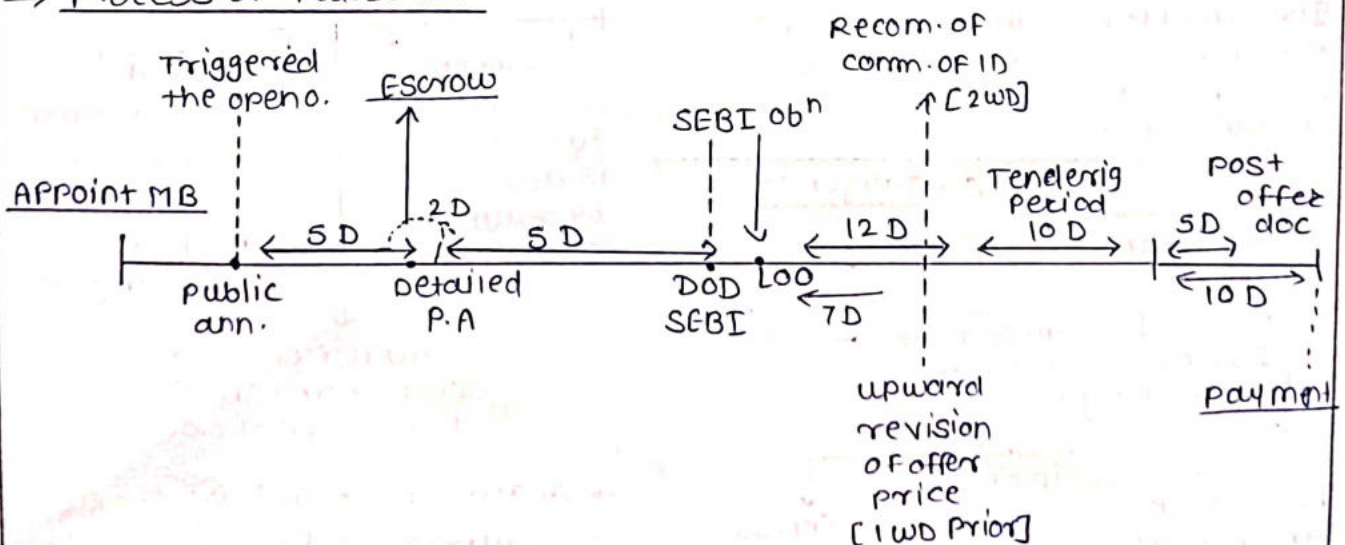 Triggered
the openo.
ESCROW
Recom. of
comm. of ID
[2WD]
SEBI obn
Appoint MB
2D
5D
5D
12D
Tenderig
Period
10D
5D
post
offer
doc
public
ann.
Detailed
P.A
DOD
SEBI
LOO
7D
10D
upward
revision
of offer
price
[1WD Prior]
payment